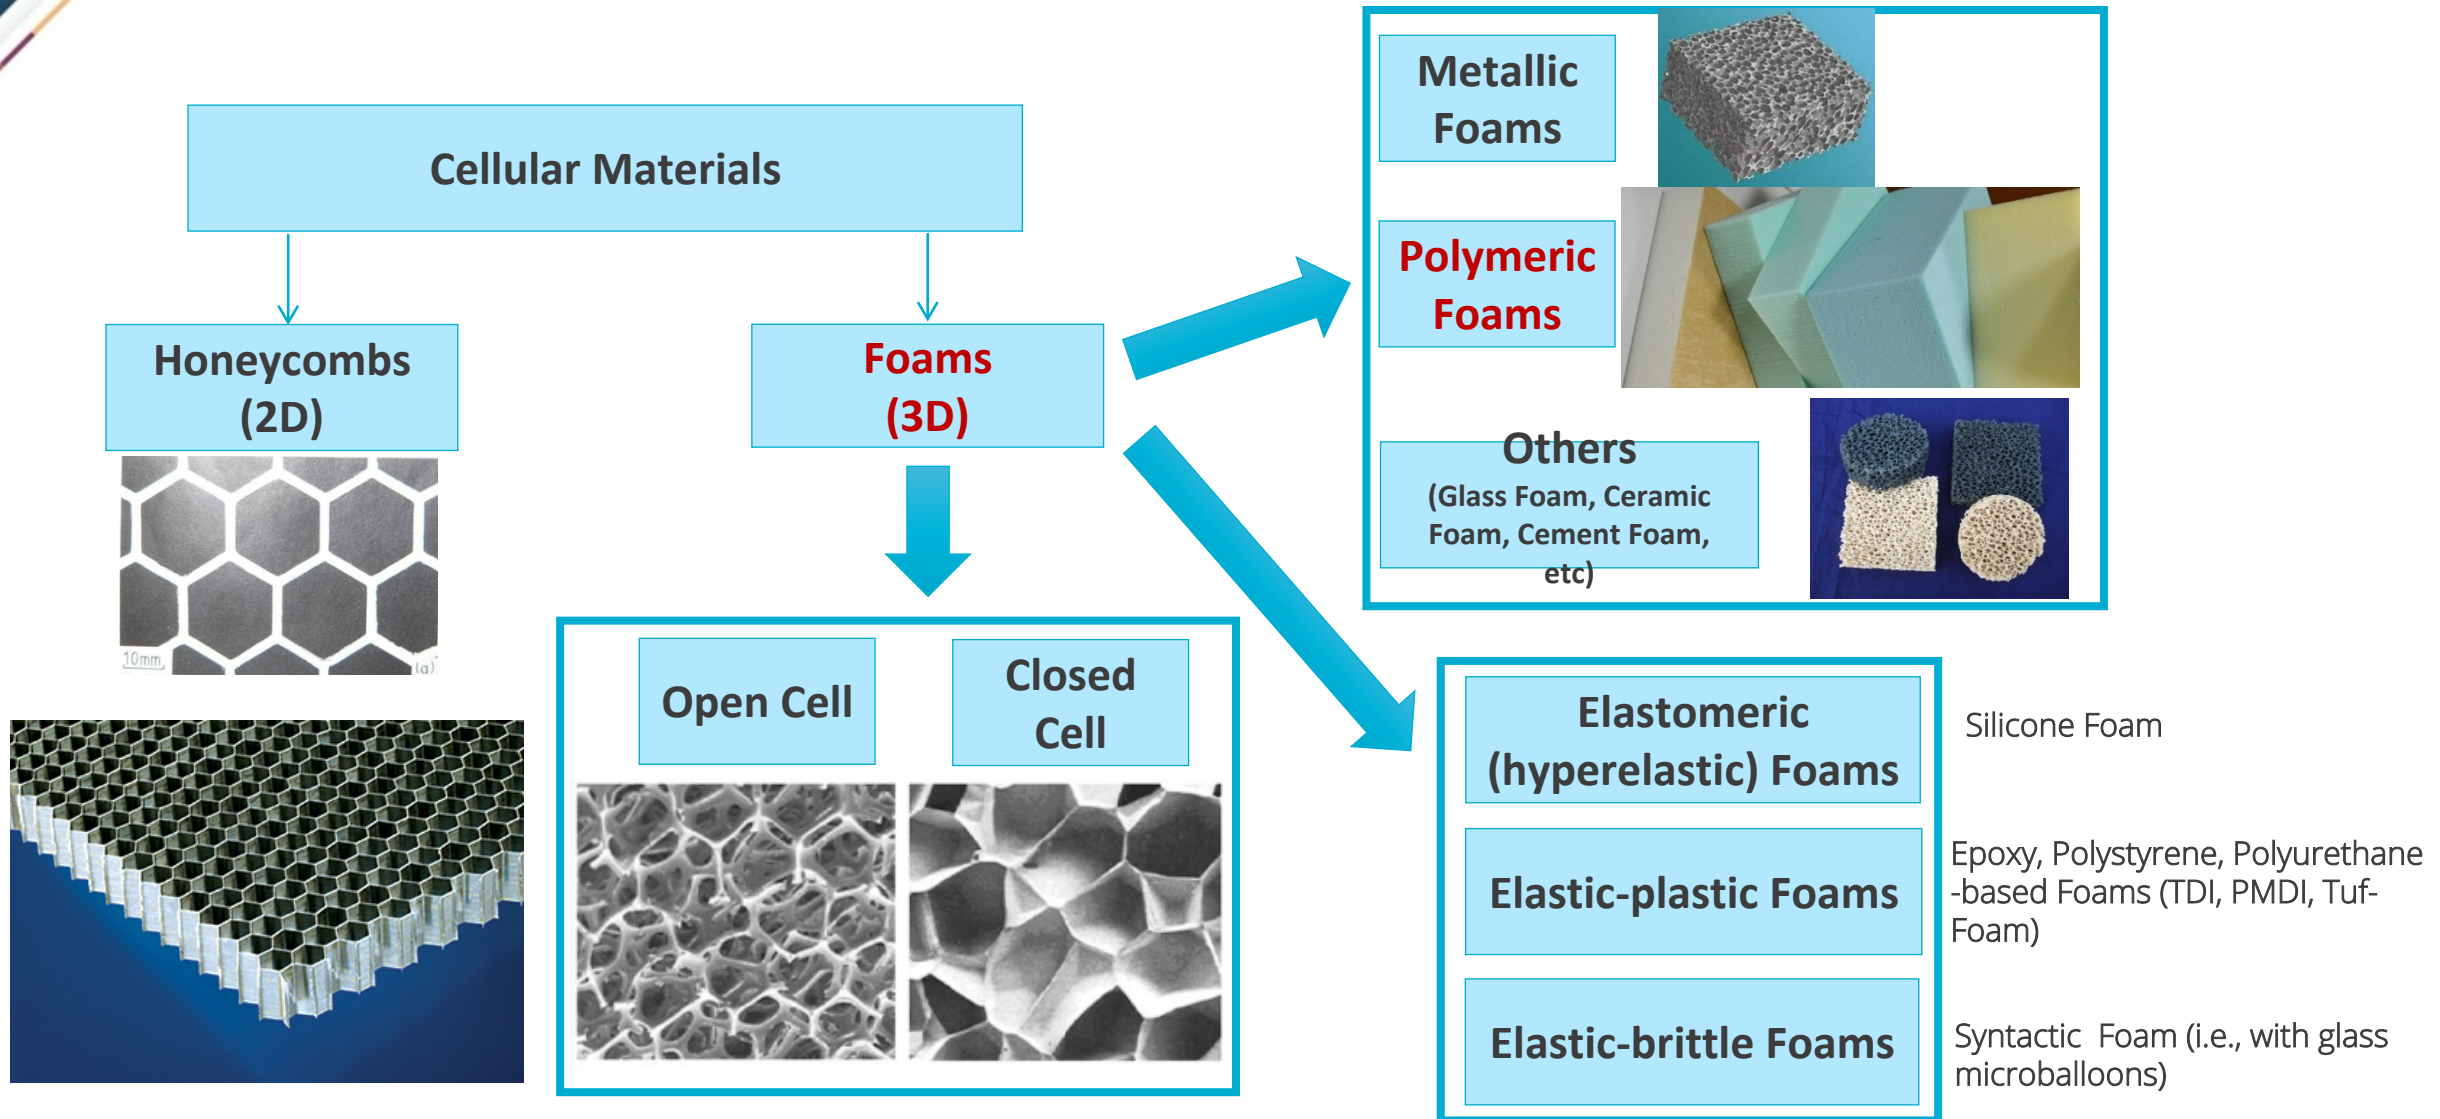 Cellular Materials
Honeycombs
(2D)
10mm
(a)
Foams
(3D)
Open Cell
Closed
Cell
Metallic
Foams
Polymeric
Foams
Others
(Glass Foam, Ceramic
Foam, Cement Foam,
etc)
Elastomeric
(hyperelastic) Foams
Silicone Foam
Elastic-plastic Foams
Epoxy, Polystyrene, Polyurethane
-based Foams (TDI, PMDI, Tuf-
Foam)
Elastic-brittle Foams
Syntactic  Foam (i.e., with glass
microballoons)